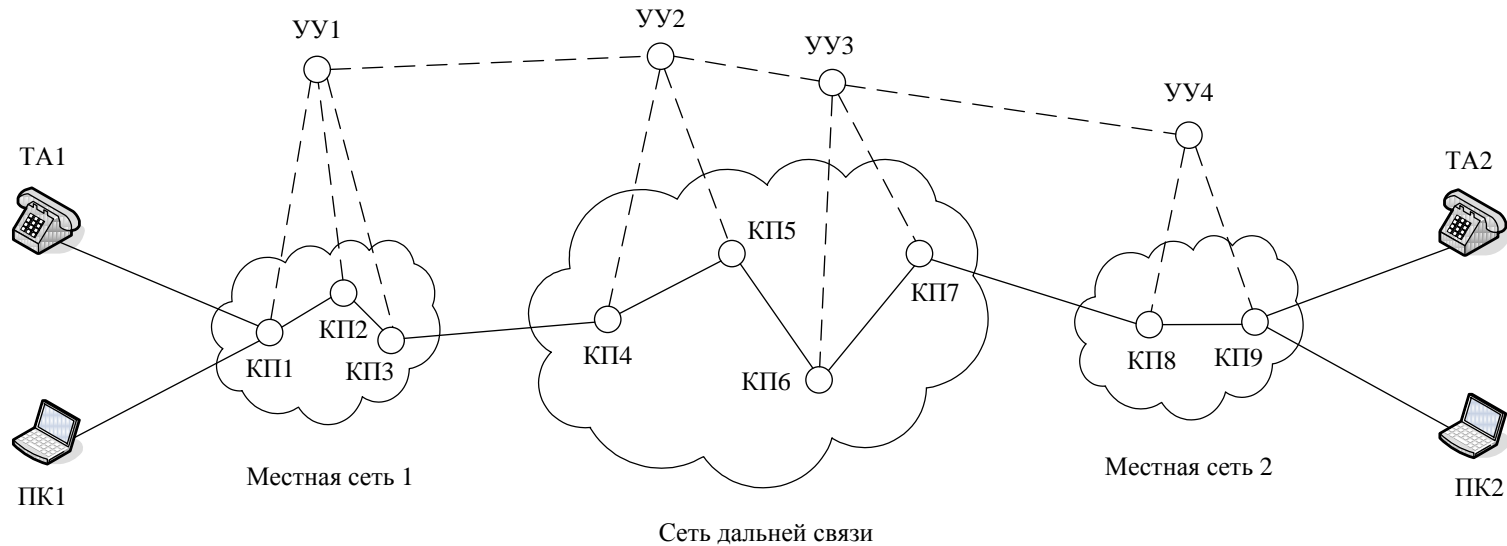 УУ1
УУ2
УУ3
УУ4
ТА1
ТА2
КП5
КП7
КП2
КП1
КП3
КП4
КП6
КП8
КП9
Местная сеть 1
Местная сеть 2
ПК1
ПК2
Сеть дальней связи